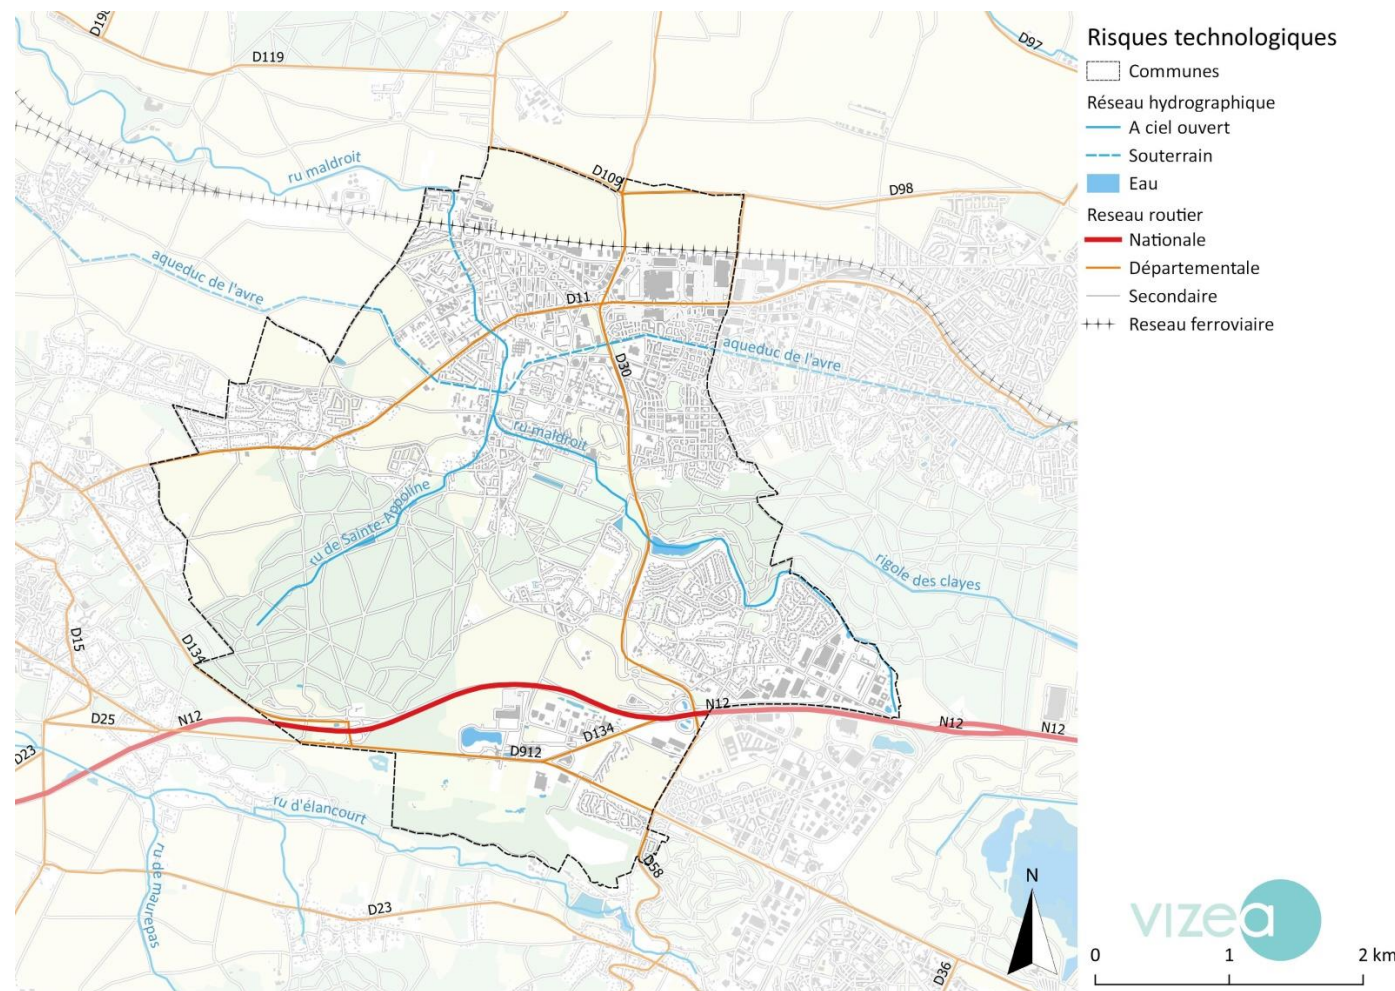 D190
D119
D97
ru maldroit
D109
D98
aqueduc de l'avre
D11
aqueduc de l'avre
D30
ru maldroit
ru de Sainte-Appoline
rigole des clayes
D15
D134
D25
N12
N12
N12
N12
D23
D134
D912
ru d'élancourt
ru de maurepas
D58
D23
D36
N
Risques technologiques
Communes
Réseau hydrographique
A ciel ouvert
Souterrain
Eau
Reseau routier
Nationale
Départementale
Secondaire
Reseau ferroviaire
vizea
0 1 2 km